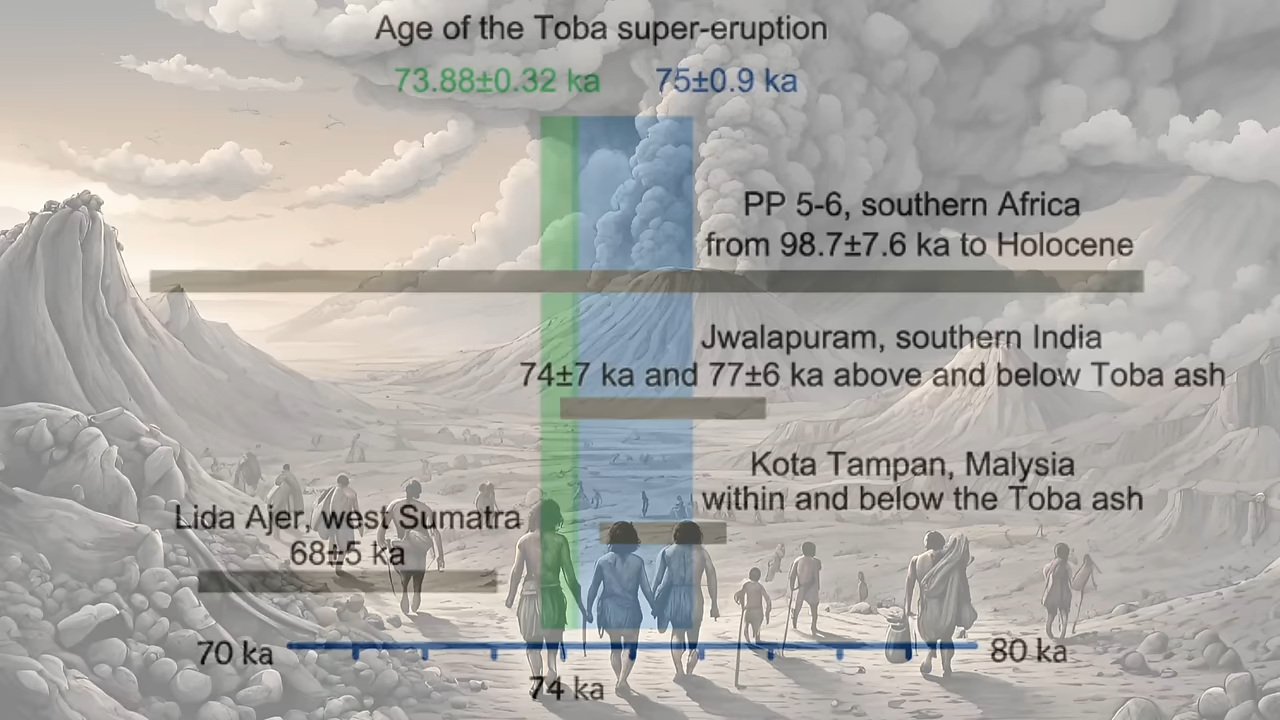 Age of the Toba super-eruption
73.88±0.32 ka
75±0.9 ka
PP 5-6, southern Africa
from 98.7±7.6 ka to Holocene
Jwalapuram, southern India
74±7 ka and 77±6 ka above and below Toba ash
Kota Tampan, Malysia
within and below the Toba ash
Lida Ajer, west Sumatra
68±5 ka
70 ka
80 ka
74 ka